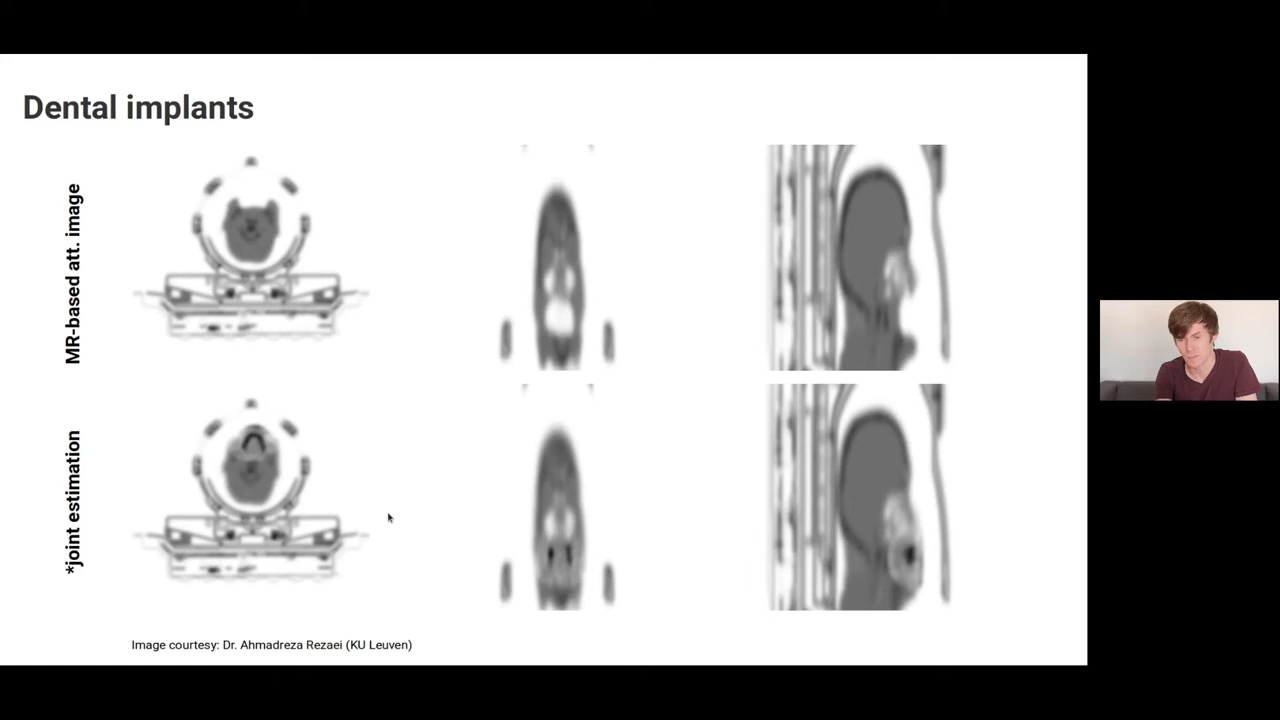 Dental implants
MR-based att. image
*joint estimation
Image courtesy: Dr. Ahmadreza Rezaei (KU Leuven)